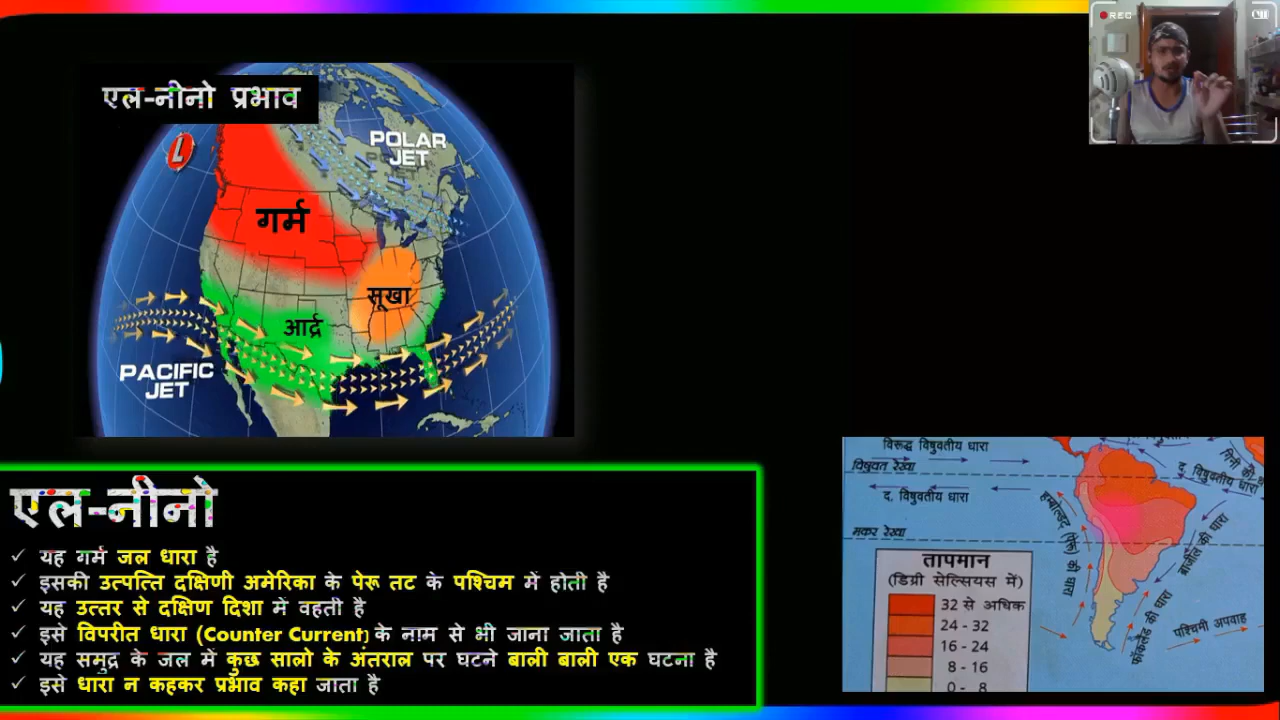 REC
एल-नीनो प्रभाव
L
POLAR
JET
गर्म
सूखा
आर्द्र
PACIFIC
JET
एल-नीनो
✓ यह गर्म जल धारा है
✓ इसकी उत्पत्ति दक्षिणी अमेरिका के पेरू तट के पश्चिम में होती है
✓ यह उत्तर से दक्षिण दिशा में वहती है
✓ इसे विपरीत धारा (Counter Current) के नाम से भी जाना जाता है
✓ यह समुद्र के जल में कुछ सालो के अंतराल पर घटने बाली बाली एक घटना है
✓ इसे धारा न कहकर प्रभाव कहा जाता है
विरूद्ध विषुवतीय धारा
विषुवत रेखा
द. विषुवतीय धारा
द. विषुवतीय धारा
गिनी की
हम्बोल्ट (पेरू) की धारा
मकर रेखा
ब्राजील की धारा
फॉकलैंड की धारा
पश्चिमी अपवाह
तापमान
(डिग्री सेल्सियस में)
32 से अधिक
24 - 32
16 - 24
8 - 16
0 - 8